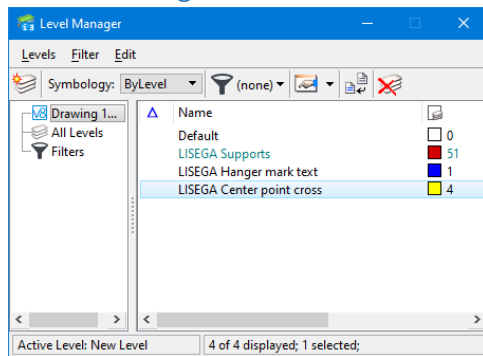 Level Manager
Levels Filter Edit
Symbology: ByLevel (none)
Drawing 1...
All Levels
Filters
Name
Default 0
LISEGA Supports 51
LISEGA Hanger mark text 1
LISEGA Center point cross 4
Active Level: New Level 4 of 4 displayed; 1 selected;